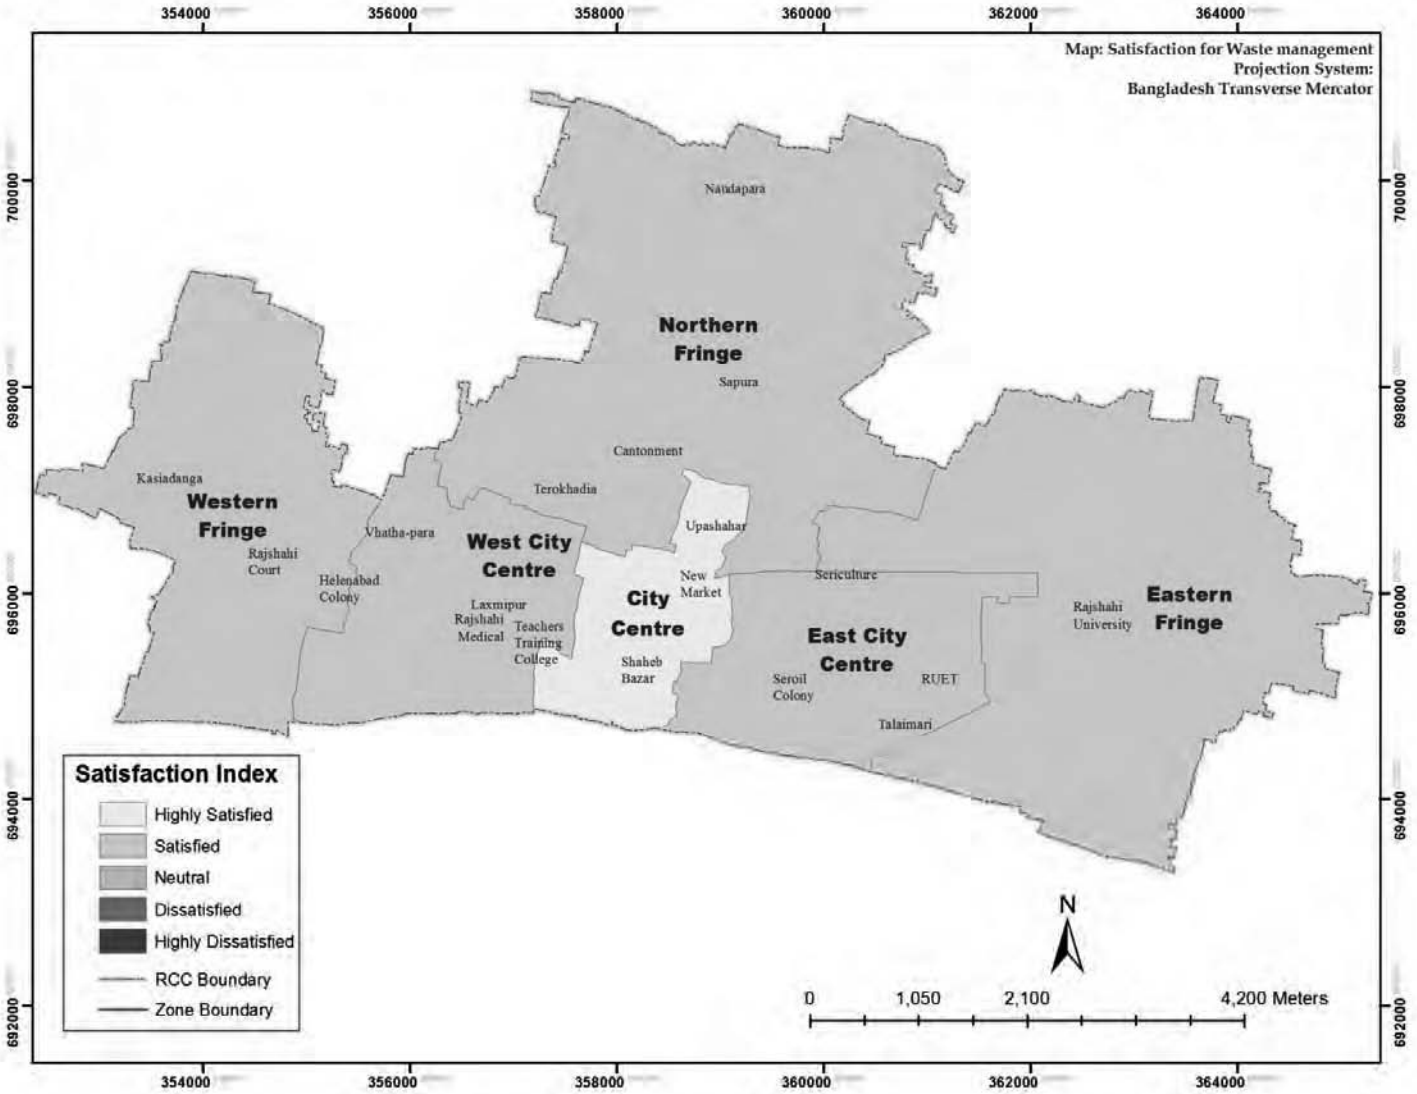 354000 356000 358000 360000 362000 364000
Map: Satisfaction for Waste management
Projection System:
Bangladesh Transverse Mercator
700000
700000
Naudapara
Northern
Fringe
Sapura
698000
698000
Cantonment
Kasiadanga
Terokhadia
Western
Fringe
Upashahar
Vhatha-para
West City
Centre
Rajshahi
Court
Helenabad
Colony
New
Market
Sericulture
696000
696000
City
Centre
Laxmipur
Rajshahi
Medical
Teachers
Training
College
Eastern
Fringe
Rajshahi
University
East City
Centre
Shaheb
Bazar
Seroil
Colony
RUET
Talaimari
Satisfaction Index
Highly Satisfied
Satisfied
Neutral
Dissatisfied
Highly Dissatisfied
RCC Boundary
Zone Boundary
694000
694000
N
0 1,050 2,100 4,200 Meters
692000
692000
354000 356000 358000 360000 362000 364000